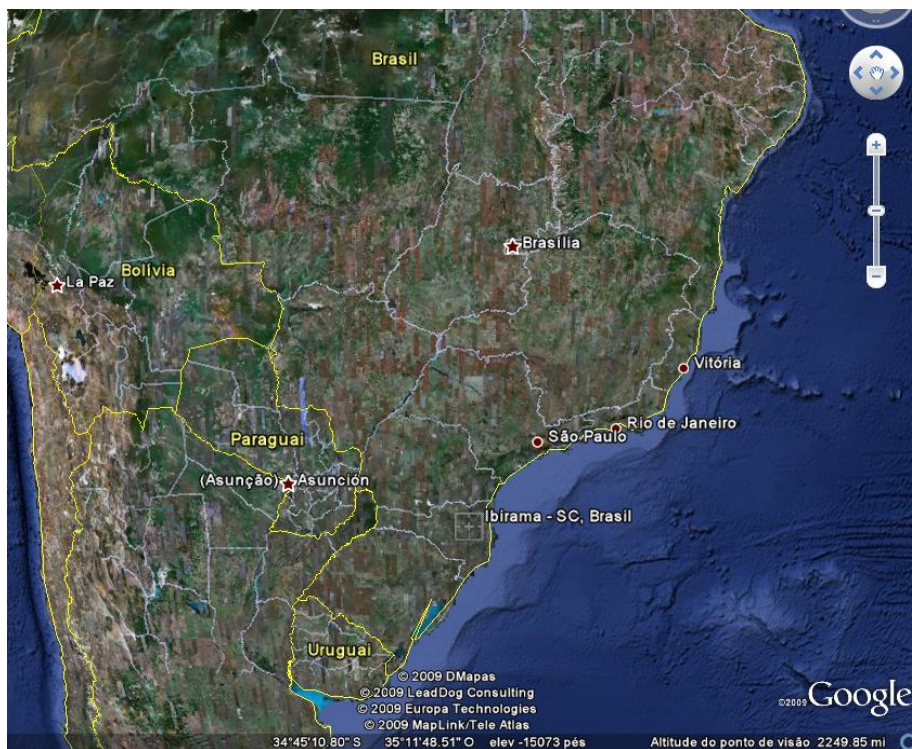 Brasil
Brasília
Bolívia
La Paz
Vitória
Rio de Janeiro
São Paulo
Paraguai
(Asunção) Asunción
Ibirama - SC, Brasil
Uruguai
© 2009 DMapas
© 2009 LeadDog Consulting
© 2009 Europa Technologies
© 2009 MapLink/Tele Atlas
©2009 Google
34°45'10.80" S 35°11'48.51" O elev -15073 pés Altitude do ponto de visão 2249.85 mi